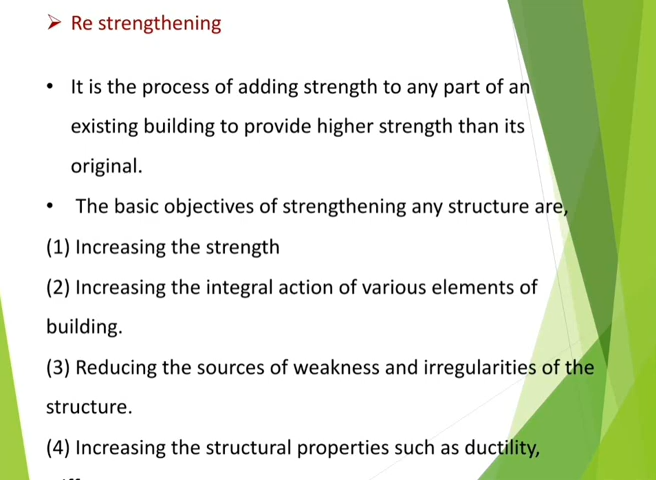 Re strengthening
• It is the process of adding strength to any part of an
existing building to provide higher strength than its
original.
• The basic objectives of strengthening any structure are,
(1) Increasing the strength
(2) Increasing the integral action of various elements of
building.
(3) Reducing the sources of weakness and irregularities of the
structure.
(4) Increasing the structural properties such as ductility,